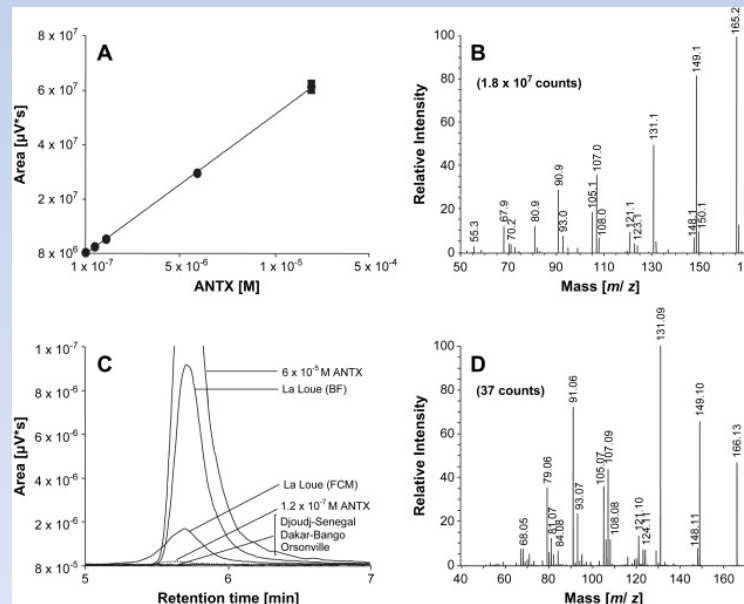 A
8 x 10⁷
6 x 10⁷
4 x 10⁷
2 x 10⁷
8 x 10⁶
Area [µV*s]
1 x 10⁻⁷
5 x 10⁻⁶
1 x 10⁻⁵
5 x 10⁻⁴
ANTX [M]
B
(1.8 x 10⁷ counts)
100
80
60
40
20
0
Relative Intensity
55.3
67.9
70.2
80.9
90.9
93.0
105.1
107.0
108.0
121.1
123.1
131.1
148.1
149.1
150.1
165.2
50
70
90
110
130
150
Mass [m/ z]
C
1 x 10⁻⁷
8 x 10⁻⁶
6 x 10⁻⁶
4 x 10⁻⁶
2 x 10⁻⁶
8 x 10⁻⁵
Area [µV*s]
6 x 10⁻⁵ M ANTX
La Loue (BF)
La Loue (FCM)
1.2 x 10⁻⁷ M ANTX
Djoudj-Senegal
Dakar-Bango
Orsonville
5
6
7
Retention time [min]
D
(37 counts)
100
80
60
40
20
0
Relative Intensity
68.05
79.06
81.07
84.08
91.06
93.07
105.07
107.09
108.08
121.10
124.11
131.09
148.11
149.10
166.13
40
60
80
100
120
140
160
Mass [m/ z]